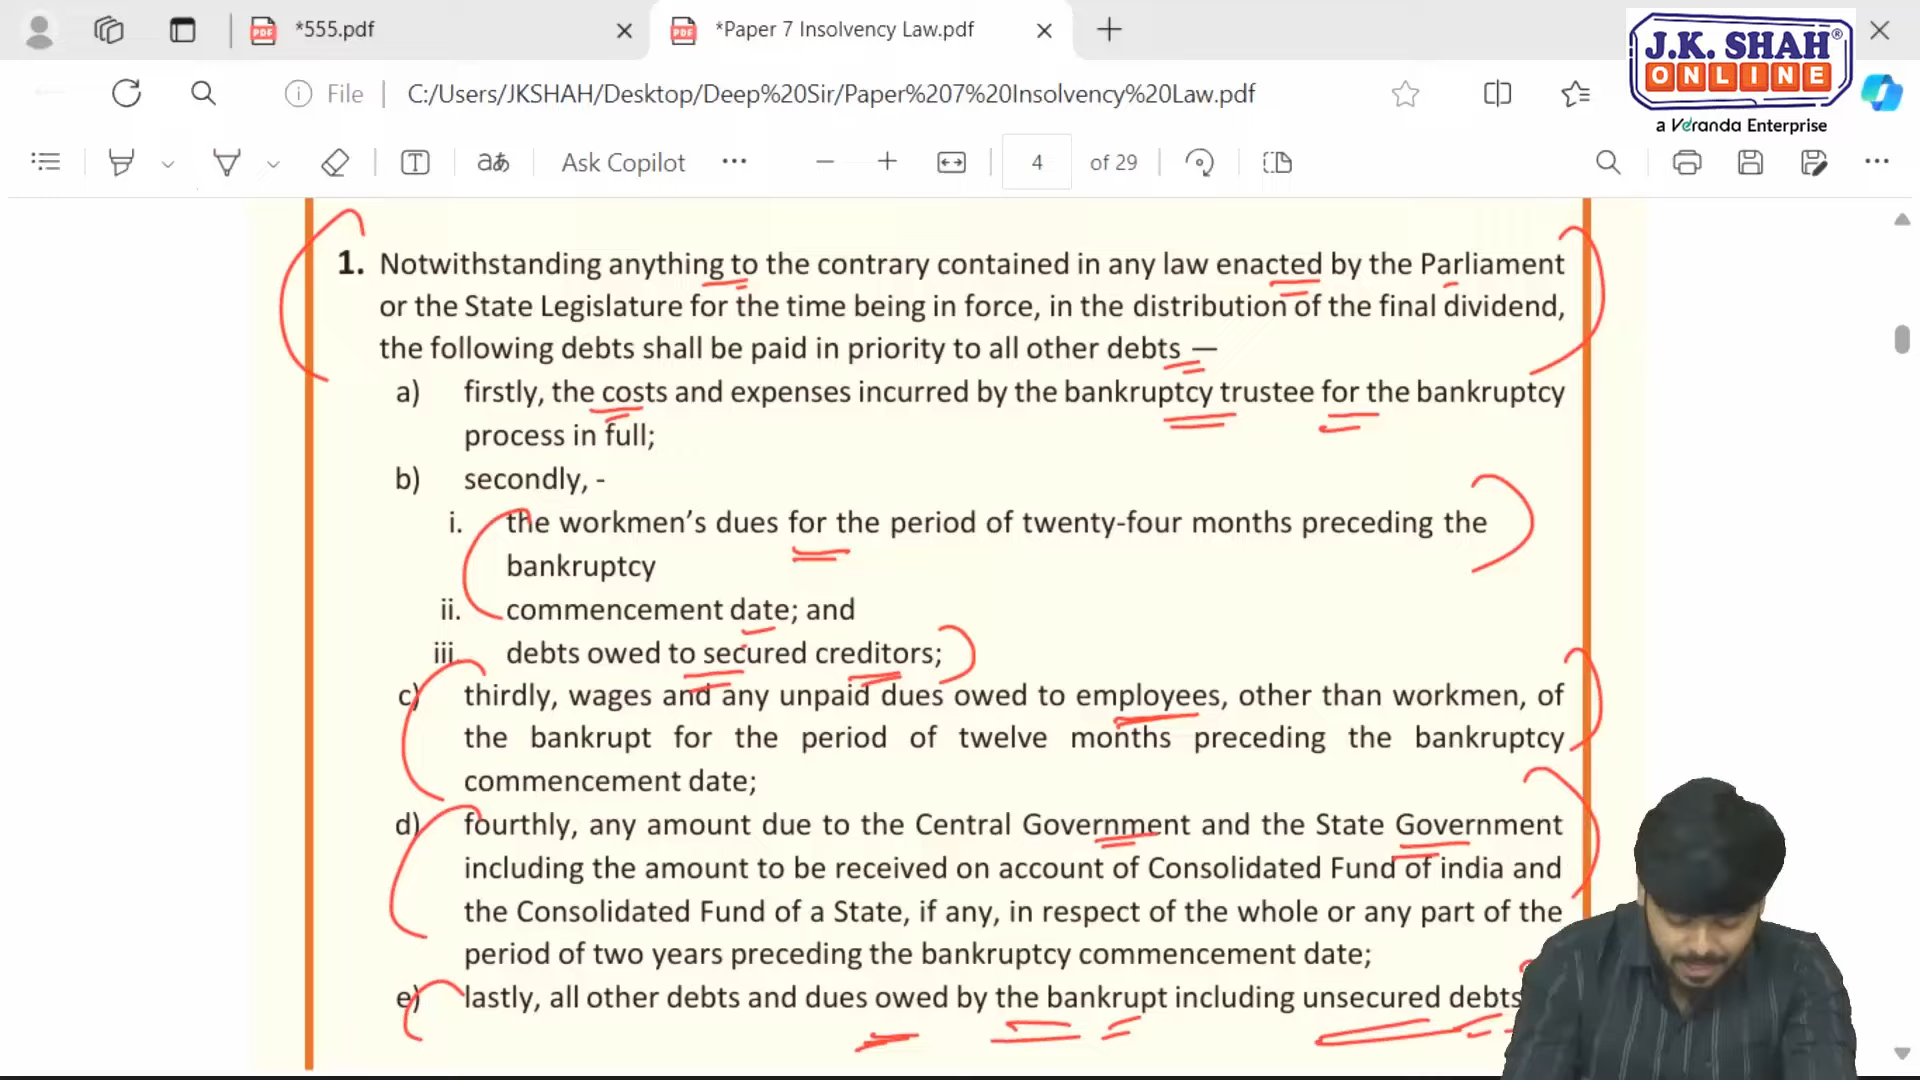 *555.pdf
*Paper 7 Insolvency Law.pdf
J.K. SHAH®
ONLINE
a Veranda Enterprise
File
C:/Users/JKSHAH/Desktop/Deep%20Sir/Paper%207%20Insolvency%20Law.pdf
Ask Copilot
4 of 29
1. Notwithstanding anything to the contrary contained in any law enacted by the Parliament
or the State Legislature for the time being in force, in the distribution of the final dividend,
the following debts shall be paid in priority to all other debts —
a) firstly, the costs and expenses incurred by the bankruptcy trustee for the bankruptcy
process in full;
b) secondly, -
i. the workmen’s dues for the period of twenty-four months preceding the
bankruptcy
ii. commencement date; and
iii. debts owed to secured creditors;
c) thirdly, wages and any unpaid dues owed to employees, other than workmen, of
the bankrupt for the period of twelve months preceding the bankruptcy
commencement date;
d) fourthly, any amount due to the Central Government and the State Government
including the amount to be received on account of Consolidated Fund of india and
the Consolidated Fund of a State, if any, in respect of the whole or any part of the
period of two years preceding the bankruptcy commencement date;
e) lastly, all other debts and dues owed by the bankrupt including unsecured debts